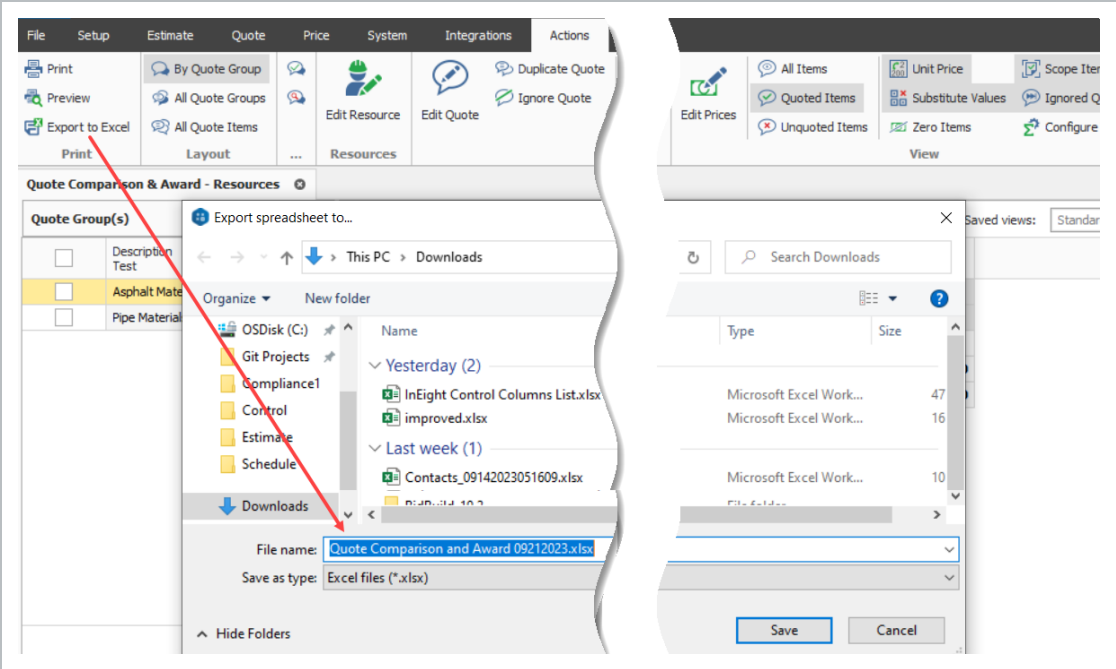 File Setup Estimate Quote Price System Integrations Actions
Print By Quote Group Duplicate Quote All Items Unit Price Scope Iter
Preview All Quote Groups Ignore Quote Quoted Items Substitute Values Ignored Q
Export to Excel All Quote Items Edit Resource Edit Quote Edit Prices Unquoted Items Zero Items Configure
Print Layout ... Resources View
Quote Comparison & Award - Resources
Quote Group(s) Export spreadsheet to... Saved views: Standar
Description
Test
This PC > Downloads Search Downloads
Asphalt Mate
Organize New folder
Pipe Material
OSDisk (C:) Name Type Size
Git Projects Yesterday (2)
Compliance1 InEight Control Columns List.xlsx Microsoft Excel Work... 47
Control improved.xlsx Microsoft Excel Work... 16
Estimate Last week (1)
Schedule Contacts_09142023051609.xlsx Microsoft Excel Work... 10
Downloads
File name: Quote Comparison and Award 09212023.xlsx
Save as type: Excel files (*.xlsx)
Hide Folders Save Cancel